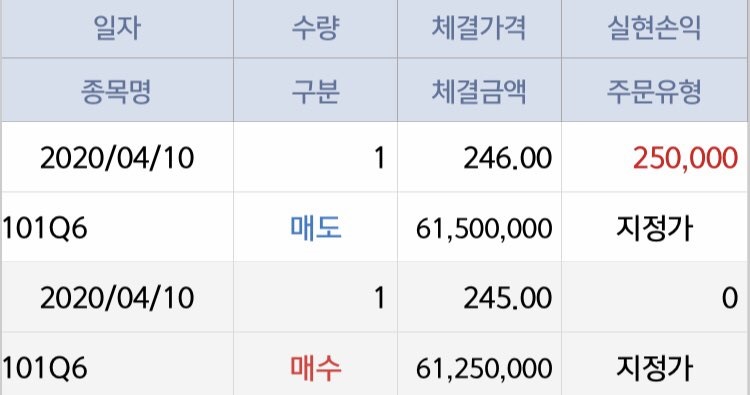 일자 수량 체결가격 실현손익
종목명 구분 체결금액 주문유형
2020/04/10 1 246.00 250,000
101Q6 매도 61,500,000 지정가
2020/04/10 1 245.00 0
101Q6 매수 61,250,000 지정가